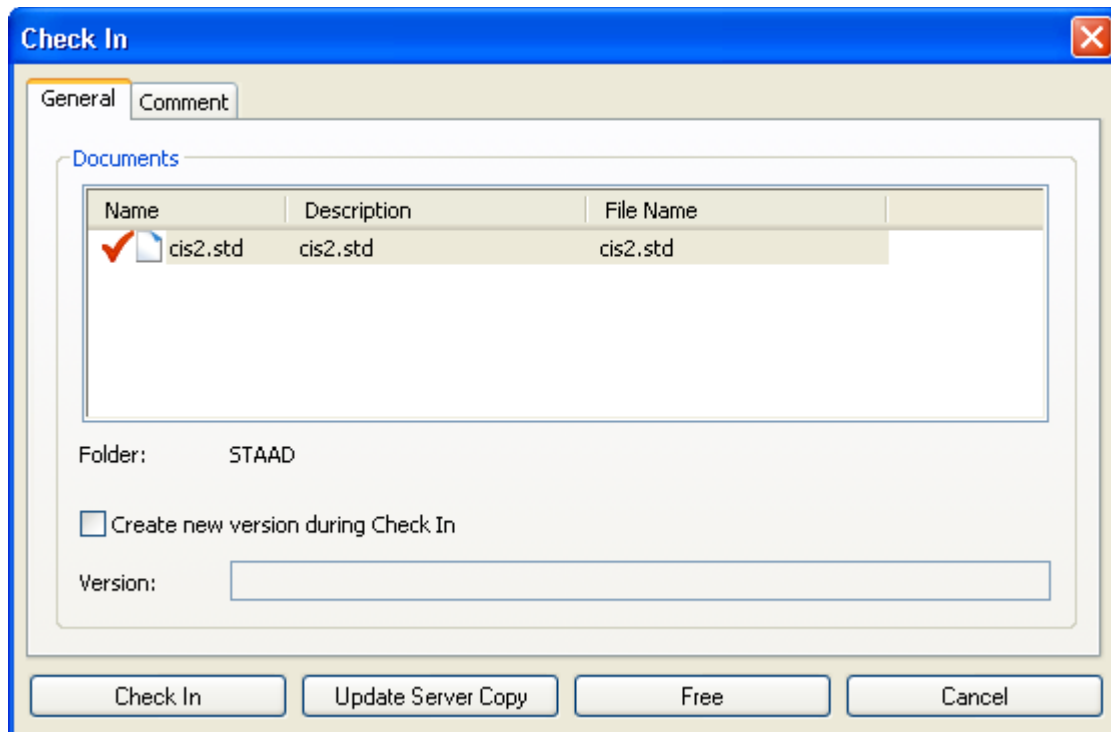 Check In
General Comment
Documents
Name Description File Name
cis2.std cis2.std cis2.std
Folder: STAAD
Create new version during Check In
Version:
Check In Update Server Copy Free Cancel